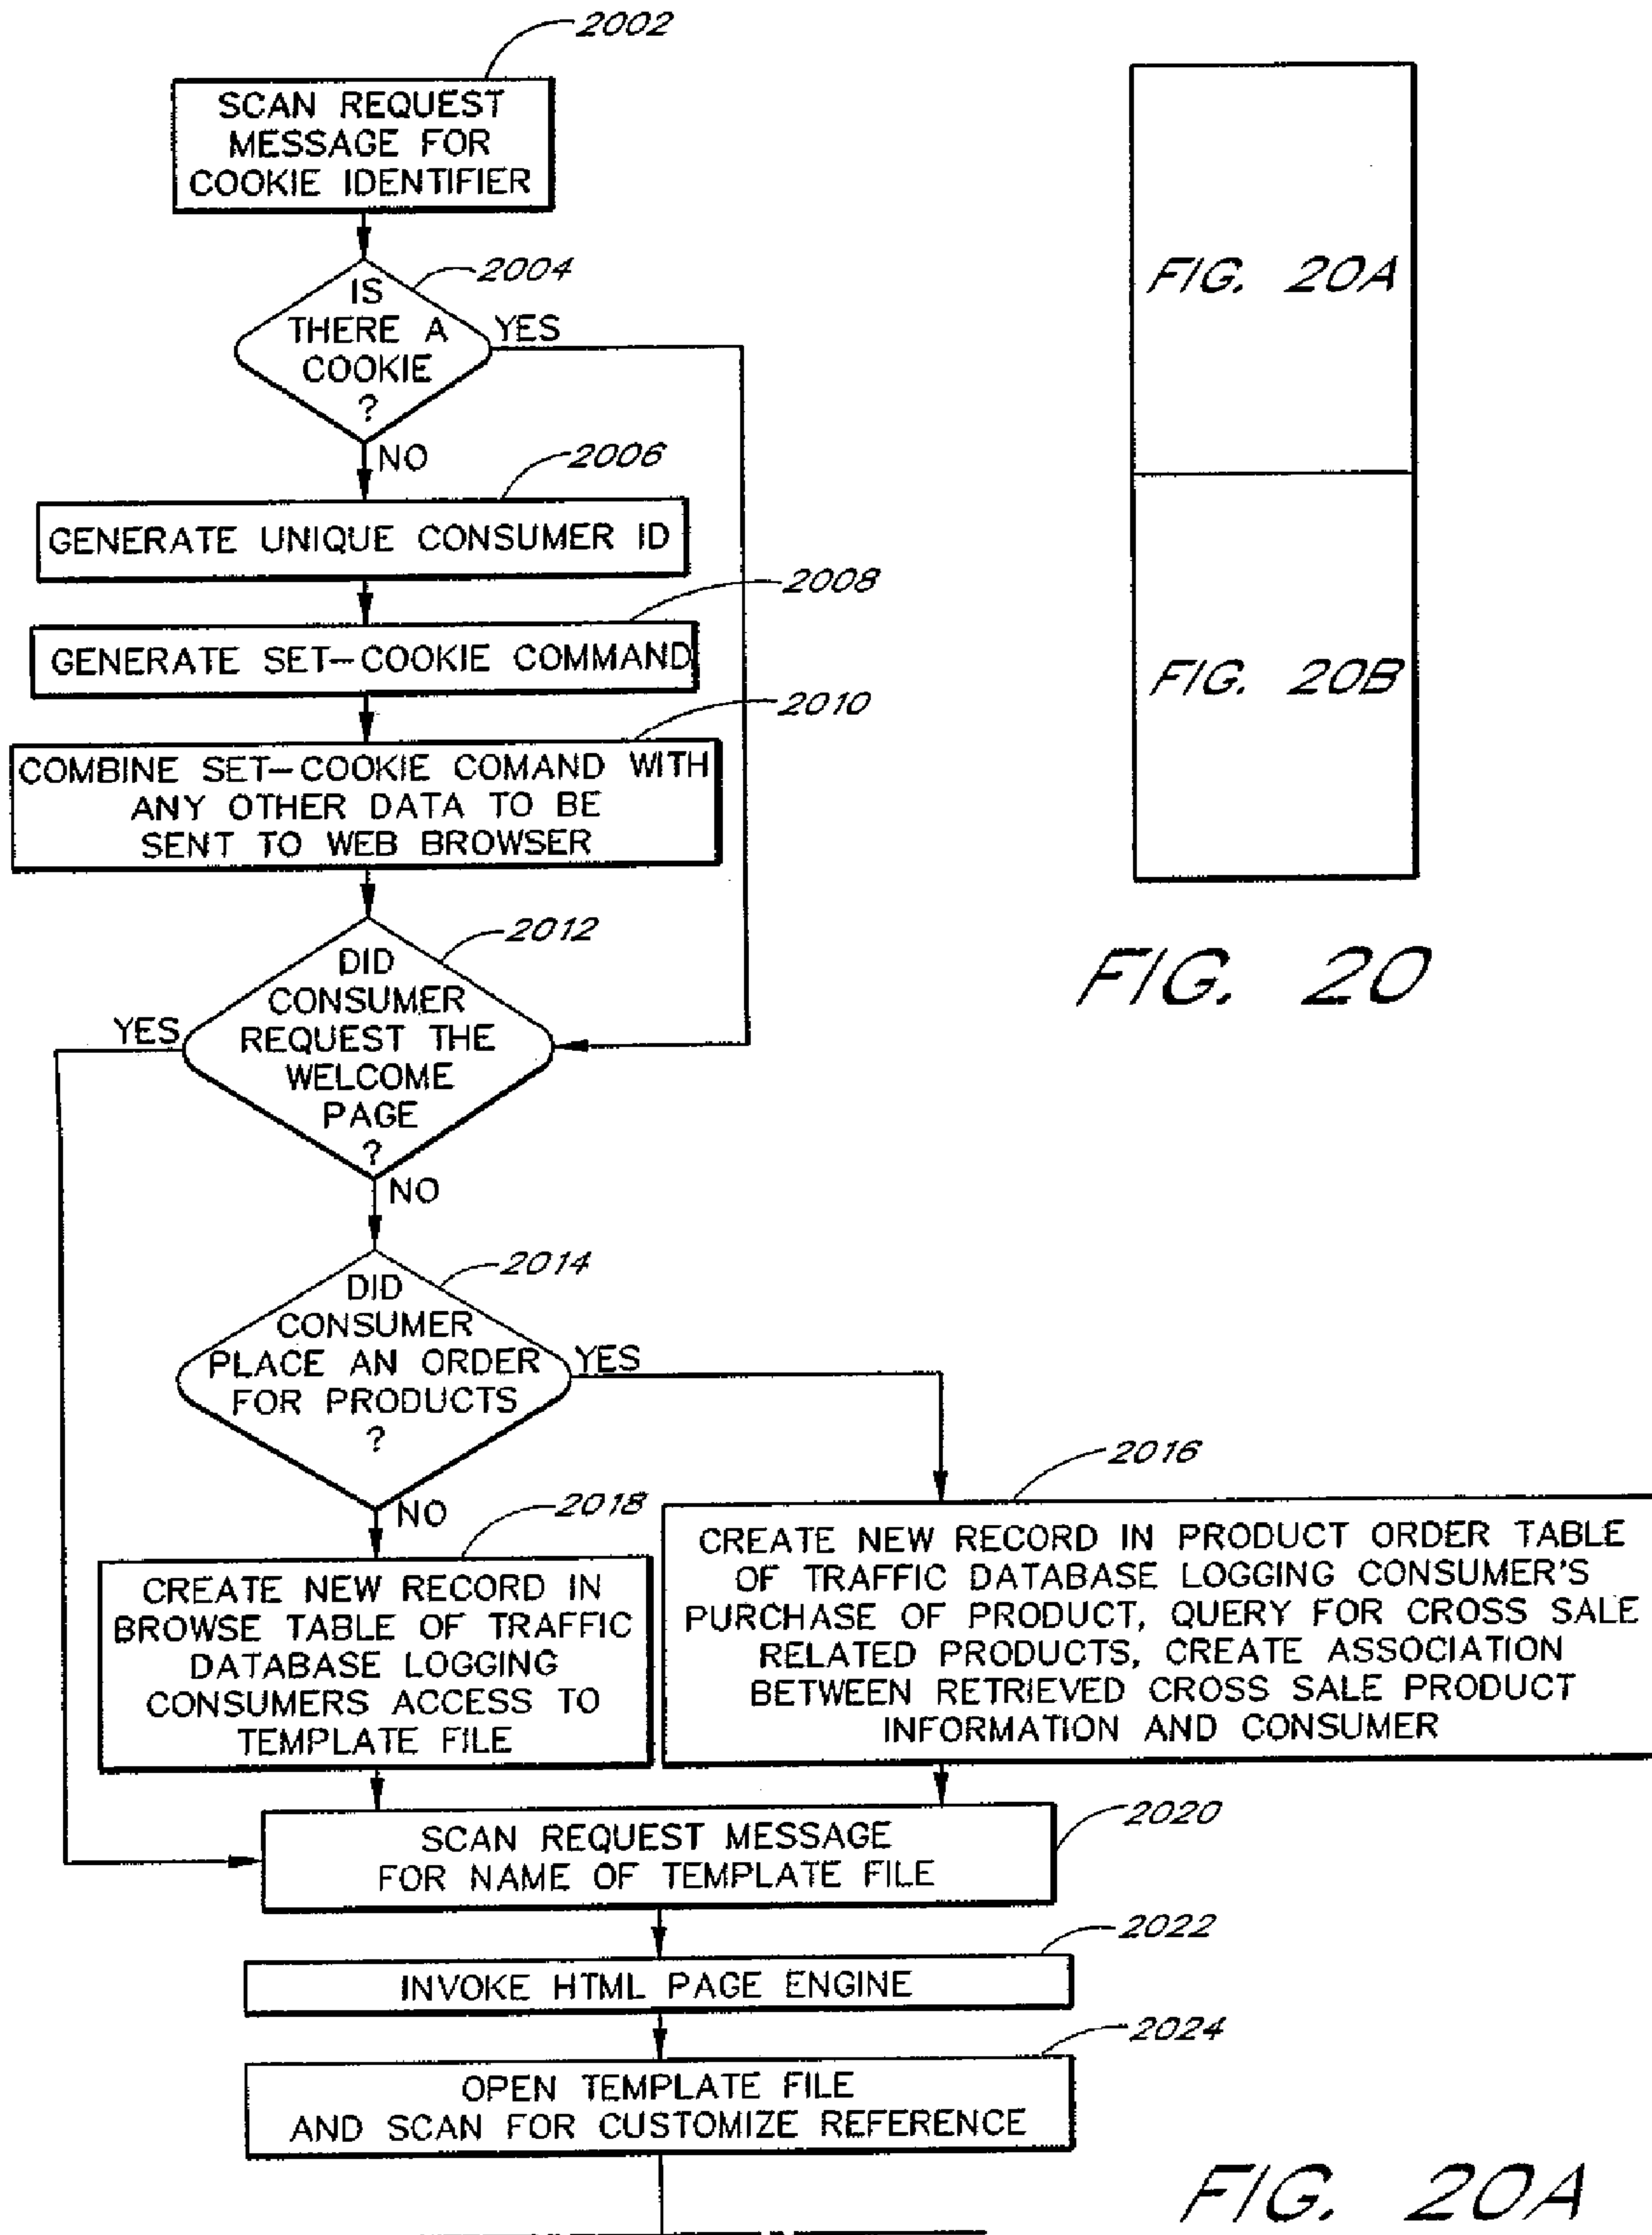 2002
SCAN REQUEST
MESSAGE FOR
COOKIE IDENTIFIER
2004
IS
THERE A
COOKIE
?
YES
NO
2006
GENERATE UNIQUE CONSUMER ID
2008
GENERATE SET-COOKIE COMMAND
2010
COMBINE SET-COOKIE COMAND WITH
ANY OTHER DATA TO BE
SENT TO WEB BROWSER
2012
DID
CONSUMER
REQUEST THE
WELCOME
PAGE
?
YES
NO
2014
DID
CONSUMER
PLACE AN ORDER
FOR PRODUCTS
?
YES
NO
2016
CREATE NEW RECORD IN PRODUCT ORDER TABLE
OF TRAFFIC DATABASE LOGGING CONSUMER'S
PURCHASE OF PRODUCT, QUERY FOR CROSS SALE
RELATED PRODUCTS, CREATE ASSOCIATION
BETWEEN RETRIEVED CROSS SALE PRODUCT
INFORMATION AND CONSUMER
2018
CREATE NEW RECORD IN
BROWSE TABLE OF TRAFFIC
DATABASE LOGGING
CONSUMERS ACCESS TO
TEMPLATE FILE
2020
SCAN REQUEST MESSAGE
FOR NAME OF TEMPLATE FILE
2022
INVOKE HTML PAGE ENGINE
2024
OPEN TEMPLATE FILE
AND SCAN FOR CUSTOMIZE REFERENCE
FIG. 20A
FIG. 20B
FIG. 20
FIG. 20A